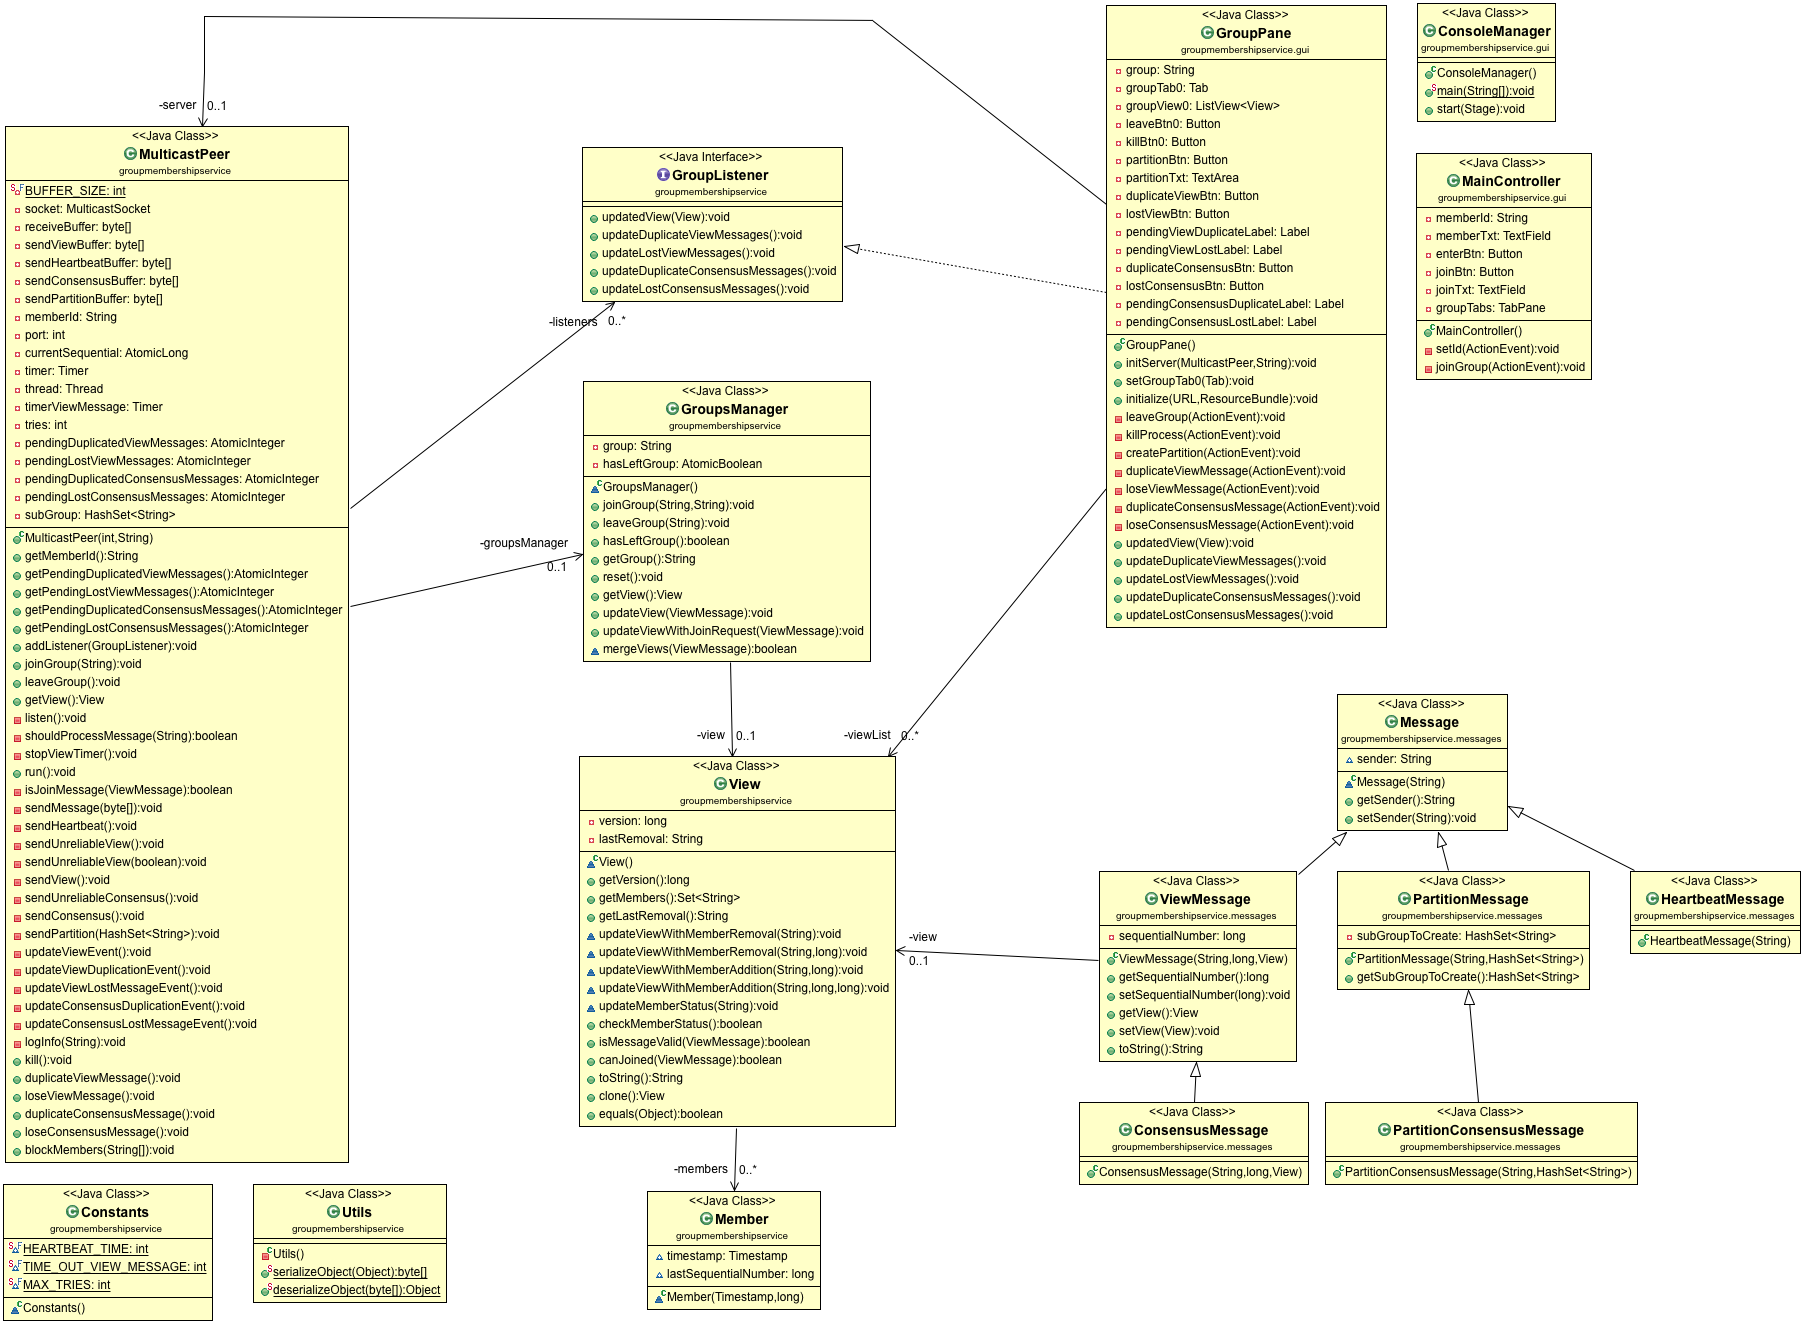 -server
0..1
<<Java Class>>
MulticastPeer
groupmembershipservice
BUFFER_SIZE: int
socket: MulticastSocket
receiveBuffer: byte[]
sendViewBuffer: byte[]
sendHeartbeatBuffer: byte[]
sendConsensusBuffer: byte[]
sendPartitionBuffer: byte[]
memberId: String
port: int
currentSequential: AtomicLong
timer: Timer
thread: Thread
timerViewMessage: Timer
tries: int
pendingDuplicatedViewMessages: AtomicInteger
pendingLostViewMessages: AtomicInteger
pendingDuplicatedConsensusMessages: AtomicInteger
pendingLostConsensusMessages: AtomicInteger
subGroup: HashSet<String>
MulticastPeer(int,String)
getMemberId():String
getPendingDuplicatedViewMessages():AtomicInteger
getPendingLostViewMessages():AtomicInteger
getPendingDuplicatedConsensusMessages():AtomicInteger
getPendingLostConsensusMessages():AtomicInteger
addListener(GroupListener):void
joinGroup(String):void
leaveGroup():void
getView():View
listen():void
shouldProcessMessage(String):boolean
stopViewTimer():void
run():void
isJoinMessage(ViewMessage):boolean
sendMessage(byte[]):void
sendHeartbeat():void
sendUnreliableView():void
sendUnreliableView(boolean):void
sendView():void
sendUnreliableConsensus():void
sendConsensus():void
sendPartition(HashSet<String>):void
updateViewEvent():void
updateViewDuplicationEvent():void
updateViewLostMessageEvent():void
updateConsensusDuplicationEvent():void
updateConsensusLostMessageEvent():void
logInfo(String):void
kill():void
duplicateViewMessage():void
loseViewMessage():void
duplicateConsensusMessage():void
loseConsensusMessage():void
blockMembers(String[]):void
<<Java Class>>
Constants
groupmembershipservice
HEARTBEAT_TIME: int
TIME_OUT_VIEW_MESSAGE: int
MAX_TRIES: int
Constants()
<<Java Class>>
Utils
groupmembershipservice
Utils()
serializeObject(Object):byte[]
deserializeObject(byte[]):Object
<<Java Interface>>
GroupListener
groupmembershipservice
updatedView(View):void
updateDuplicateViewMessages():void
updateLostViewMessages():void
updateDuplicateConsensusMessages():void
updateLostConsensusMessages():void
-listeners
0..*
<<Java Class>>
GroupsManager
groupmembershipservice
group: String
hasLeftGroup: AtomicBoolean
GroupsManager()
joinGroup(String,String):void
leaveGroup(String):void
hasLeftGroup():boolean
getGroup():String
reset():void
getView():View
updateView(ViewMessage):void
updateViewWithJoinRequest(ViewMessage):void
mergeViews(ViewMessage):boolean
-groupsManager
0..1
-view
0..1
-viewList
0..*
<<Java Class>>
View
groupmembershipservice
version: long
lastRemoval: String
View()
getVersion():long
getMembers():Set<String>
getLastRemoval():String
updateViewWithMemberRemoval(String):void
updateViewWithMemberRemoval(String,long):void
updateViewWithMemberAddition(String,long):void
updateViewWithMemberAddition(String,long,long):void
updateMemberStatus(String):void
checkMemberStatus():boolean
isMessageValid(ViewMessage):boolean
canJoined(ViewMessage):boolean
toString():String
clone():View
equals(Object):boolean
-members
0..*
<<Java Class>>
Member
groupmembershipservice
timestamp: Timestamp
lastSequentialNumber: long
Member(Timestamp,long)
<<Java Class>>
GroupPane
groupmembershipservice.gui
group: String
groupTab0: Tab
groupView0: ListView<View>
leaveBtn0: Button
killBtn0: Button
partitionBtn: Button
partitionTxt: TextArea
duplicateViewBtn: Button
lostViewBtn: Button
pendingViewDuplicateLabel: Label
pendingViewLostLabel: Label
duplicateConsensusBtn: Button
lostConsensusBtn: Button
pendingConsensusDuplicateLabel: Label
pendingConsensusLostLabel: Label
GroupPane()
initServer(MulticastPeer,String):void
setGroupTab0(Tab):void
initialize(URL,ResourceBundle):void
leaveGroup(ActionEvent):void
killProcess(ActionEvent):void
createPartition(ActionEvent):void
duplicateViewMessage(ActionEvent):void
loseViewMessage(ActionEvent):void
duplicateConsensusMessage(ActionEvent):void
loseConsensusMessage(ActionEvent):void
updatedView(View):void
updateDuplicateViewMessages():void
updateLostViewMessages():void
updateDuplicateConsensusMessages():void
updateLostConsensusMessages():void
<<Java Class>>
ConsoleManager
groupmembershipservice.gui
ConsoleManager()
main(String[]):void
start(Stage):void
<<Java Class>>
MainController
groupmembershipservice.gui
memberId: String
memberTxt: TextField
enterBtn: Button
joinBtn: Button
joinTxt: TextField
groupTabs: TabPane
MainController()
setId(ActionEvent):void
joinGroup(ActionEvent):void
<<Java Class>>
Message
groupmembershipservice.messages
sender: String
Message(String)
getSender():String
setSender(String):void
<<Java Class>>
ViewMessage
groupmembershipservice.messages
sequentialNumber: long
ViewMessage(String,long,View)
getSequentialNumber():long
setSequentialNumber(long):void
getView():View
setView(View):void
toString():String
-view
0..1
<<Java Class>>
PartitionMessage
groupmembershipservice.messages
subGroupToCreate: HashSet<String>
PartitionMessage(String,HashSet<String>)
getSubGroupToCreate():HashSet<String>
<<Java Class>>
HeartbeatMessage
groupmembershipservice.messages
HeartbeatMessage(String)
<<Java Class>>
ConsensusMessage
groupmembershipservice.messages
ConsensusMessage(String,long,View)
<<Java Class>>
PartitionConsensusMessage
groupmembershipservice.messages
PartitionConsensusMessage(String,HashSet<String>)